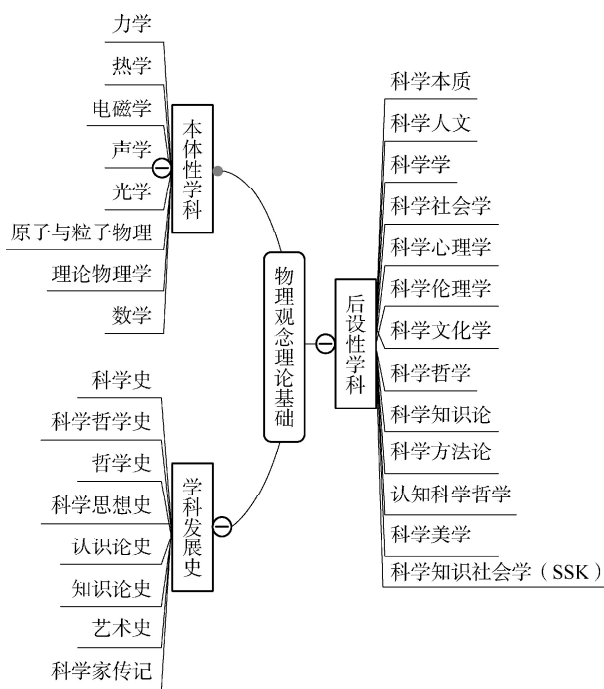 力学
热学
电磁学
声学
光学
原了与粒了物理
理论物理学
数学
本体性学科
科学史
科学哲学史
哲学史
科学思想史
认识论史
知识论史
艺术史
科学家传记
学科发展史
物理观念理论基础
后设性学科
科学本质
科学人文
科学学
科学社会学
科学心理学
科学伦理学
科学文化学
科学哲学
科学知识论
科学方法论
认知科学哲学
科学美学
科学知识社会学（SSK）